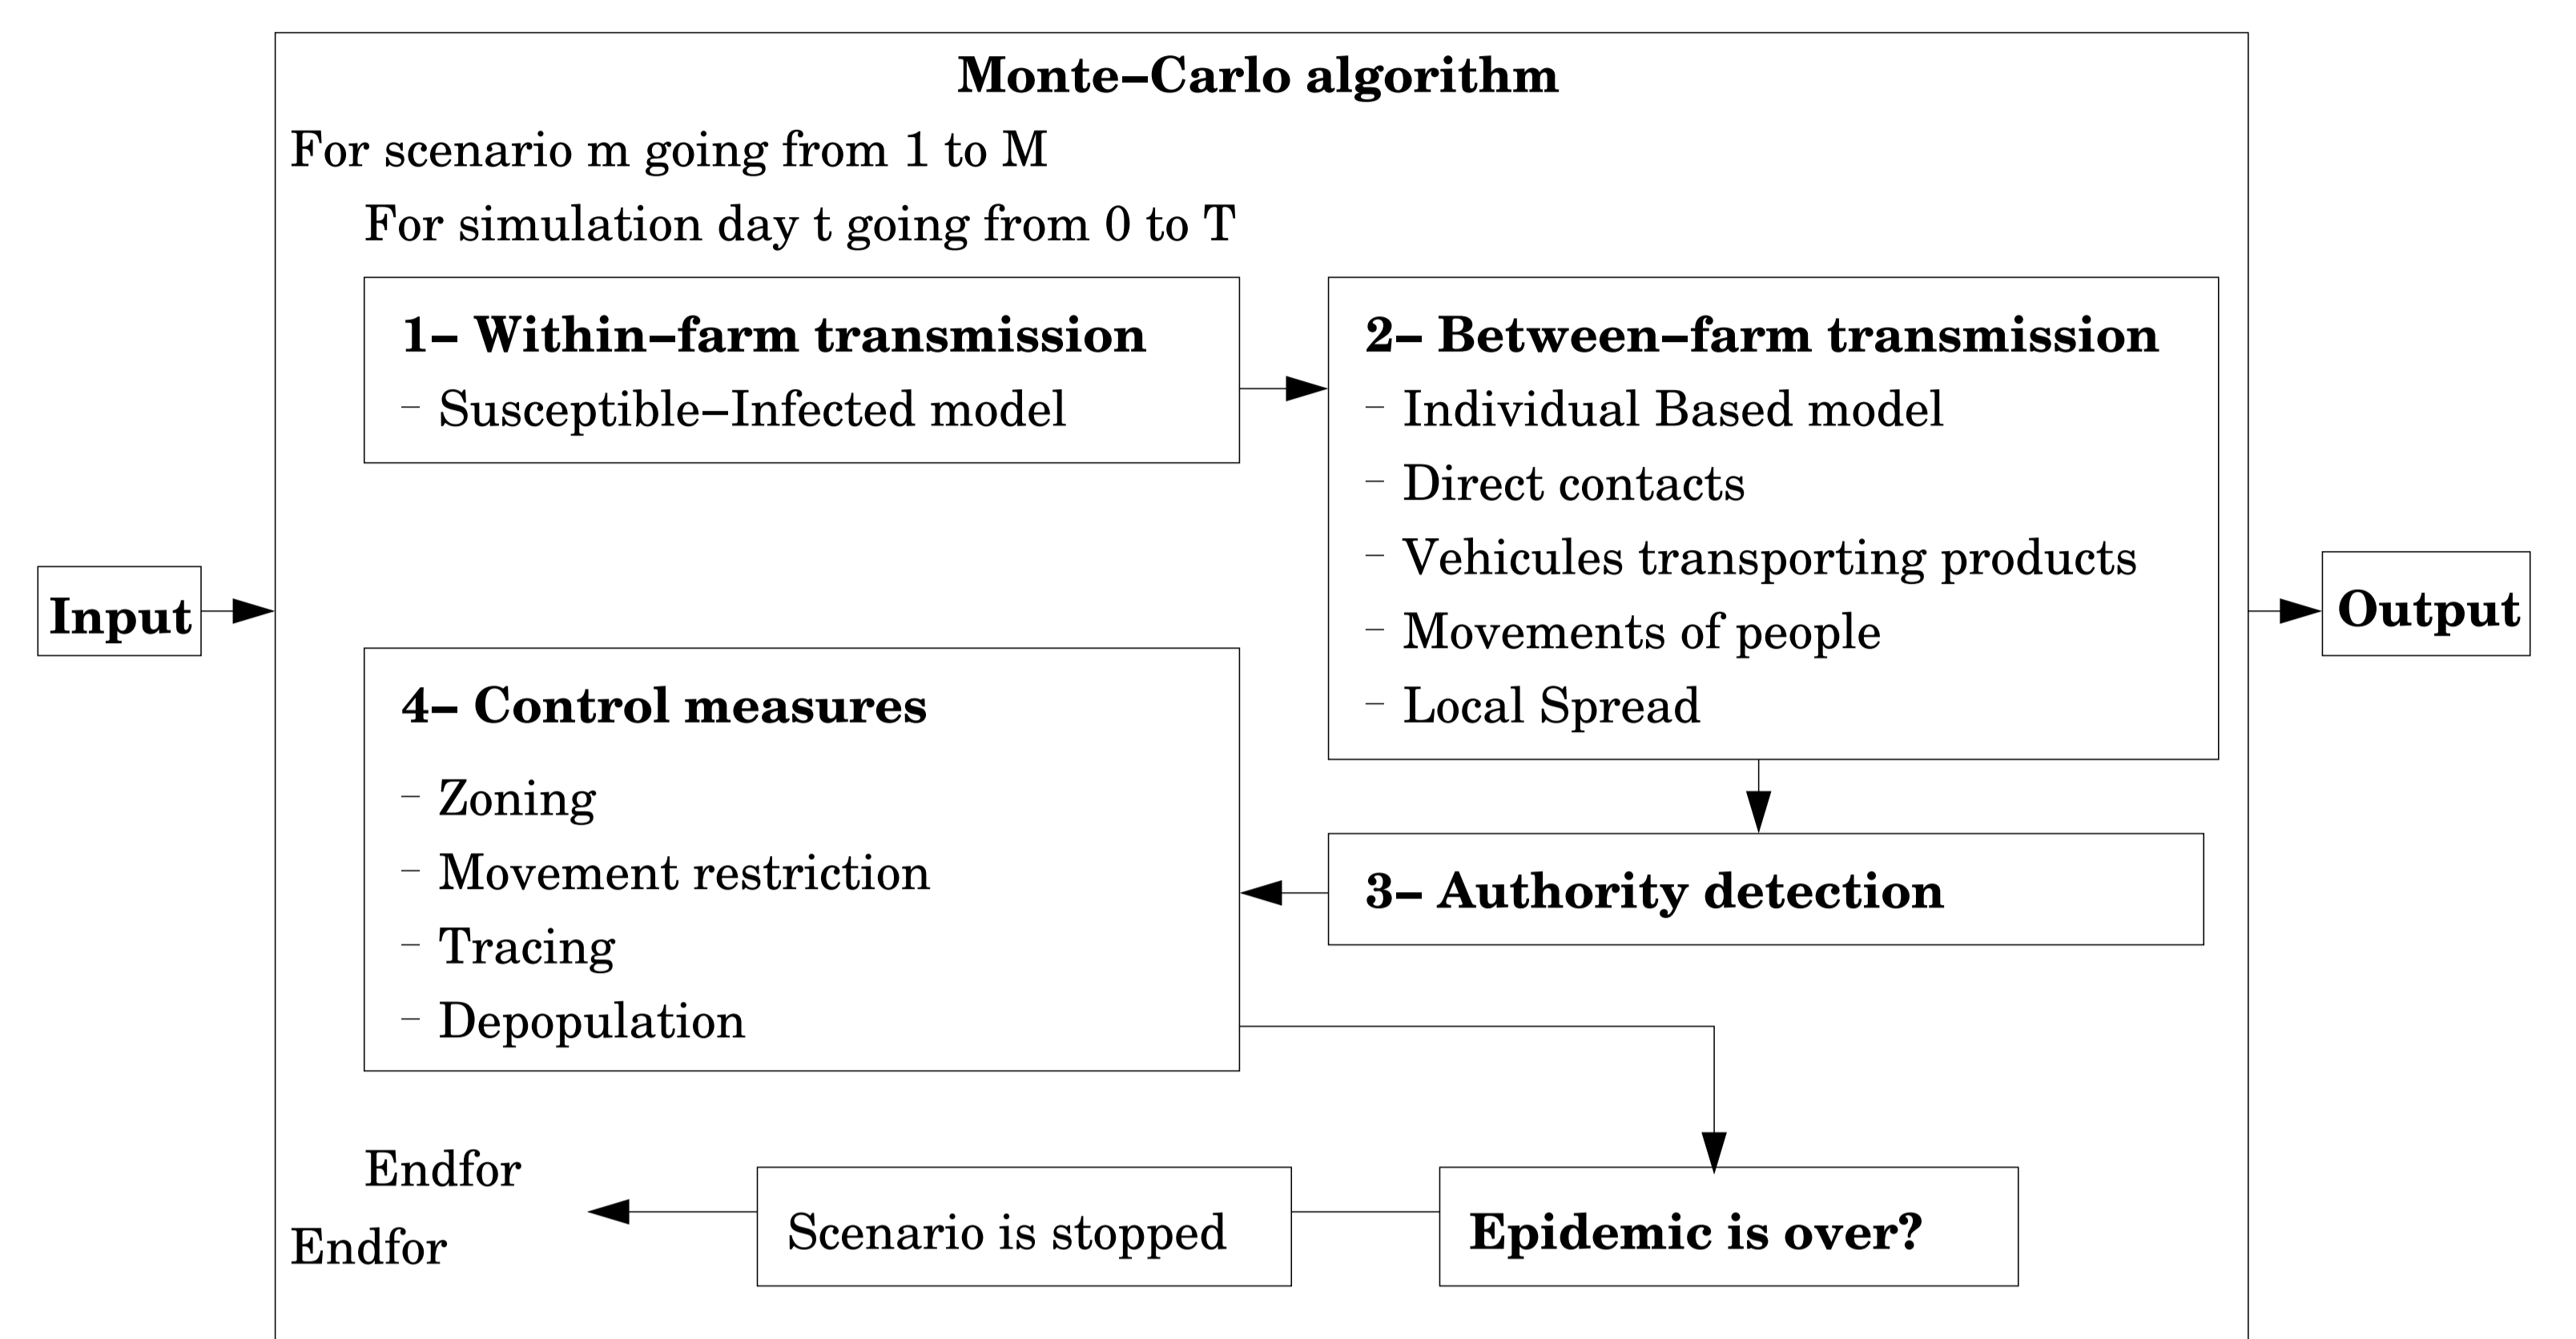 Monte–Carlo algorithm
For scenario m going from 1 to M
For simulation day t going from 0 to T
1– Within–farm transmission
– Susceptible–Infected model
2– Between–farm transmission
– Individual Based model
– Direct contacts
– Vehicules transporting products
– Movements of people
– Local Spread
Input
Output
4– Control measures
– Zoning
– Movement restriction
– Tracing
– Depopulation
3– Authority detection
Endfor
Endfor
Scenario is stopped
Epidemic is over?